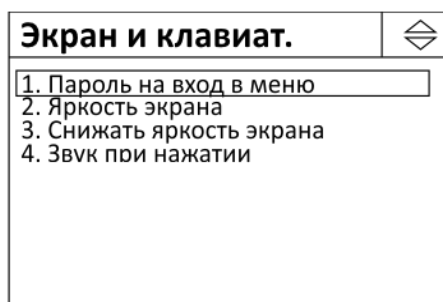 Экран и клавиат.
1. Пароль на вход в меню
2. Яркость экрана
3. Снижать яркость экрана
4. Звук при нажатии